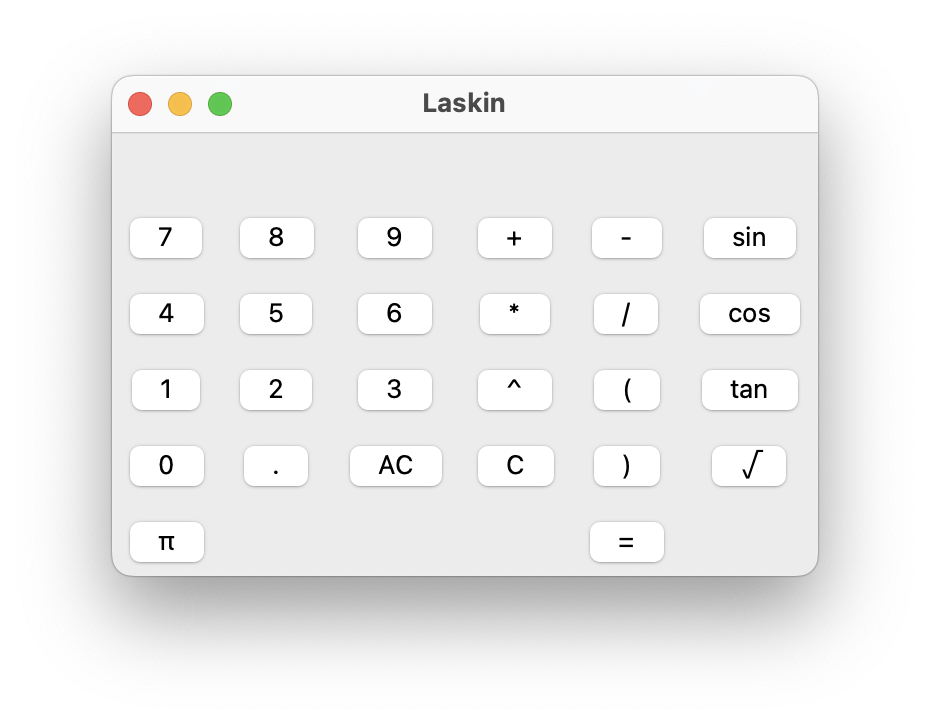 Laskin
7 8 9 + - sin
4 5 6 * / cos
1 2 3 ^ ( tan
0 . AC C ) √
π =